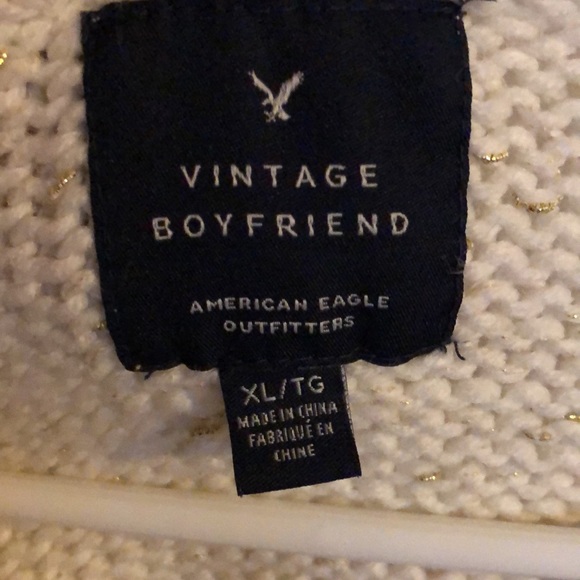 VINTAGE
BOYFRIEND
AMERICAN EAGLE
OUTFITTERS
XL/TG
MADE IN CHINA
FABRIQUÉ EN
CHINE